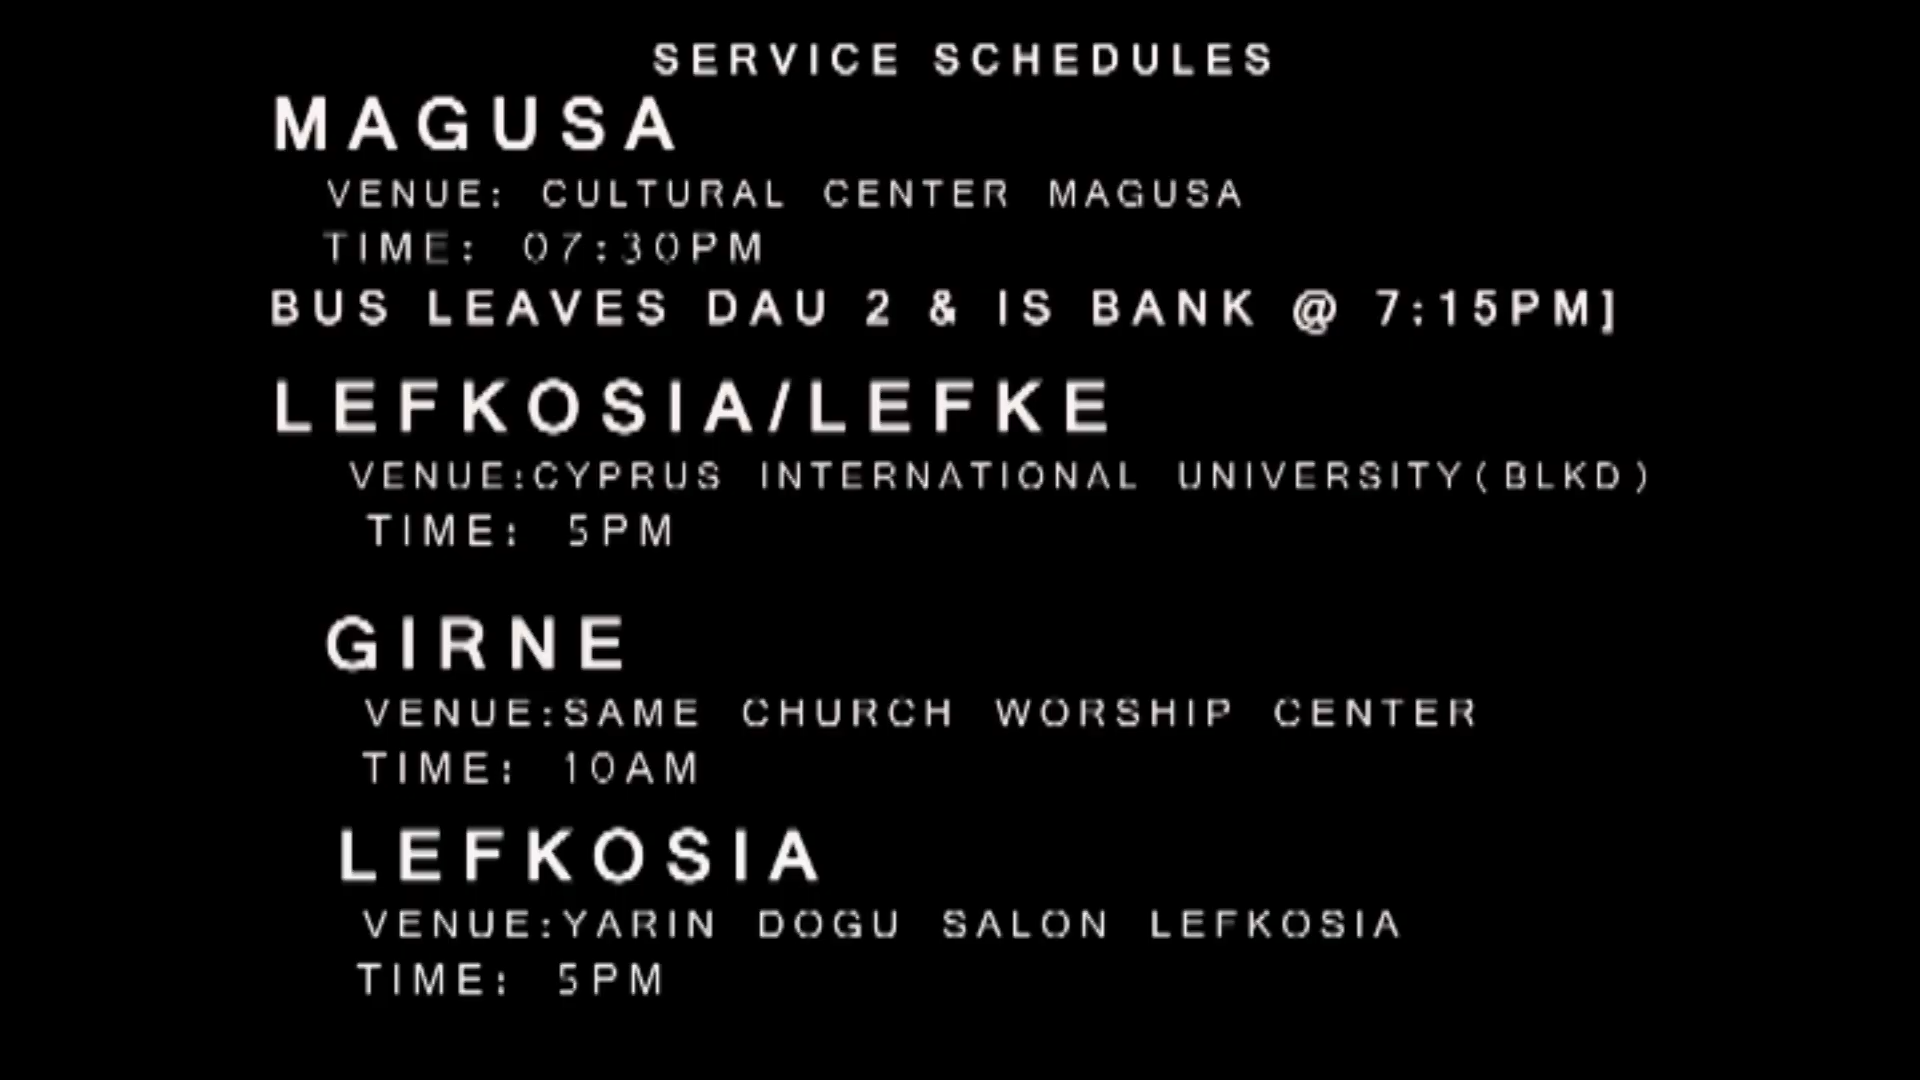 SERVICE SCHEDULES
MAGUSA
VENUE: CULTURAL CENTER MAGUSA
TIME: 07:30PM
BUS LEAVES DAU 2 & IS BANK @ 7:15PM]
LEFKOSIA/LEFKE
VENUE:CYPRUS INTERNATIONAL UNIVERSITY(BLKD)
TIME: 5PM
GIRNE
VENUE:SAME CHURCH WORSHIP CENTER
TIME: 10AM
LEFKOSIA
VENUE:YARIN DOGU SALON LEFKOSIA
TIME: 5PM